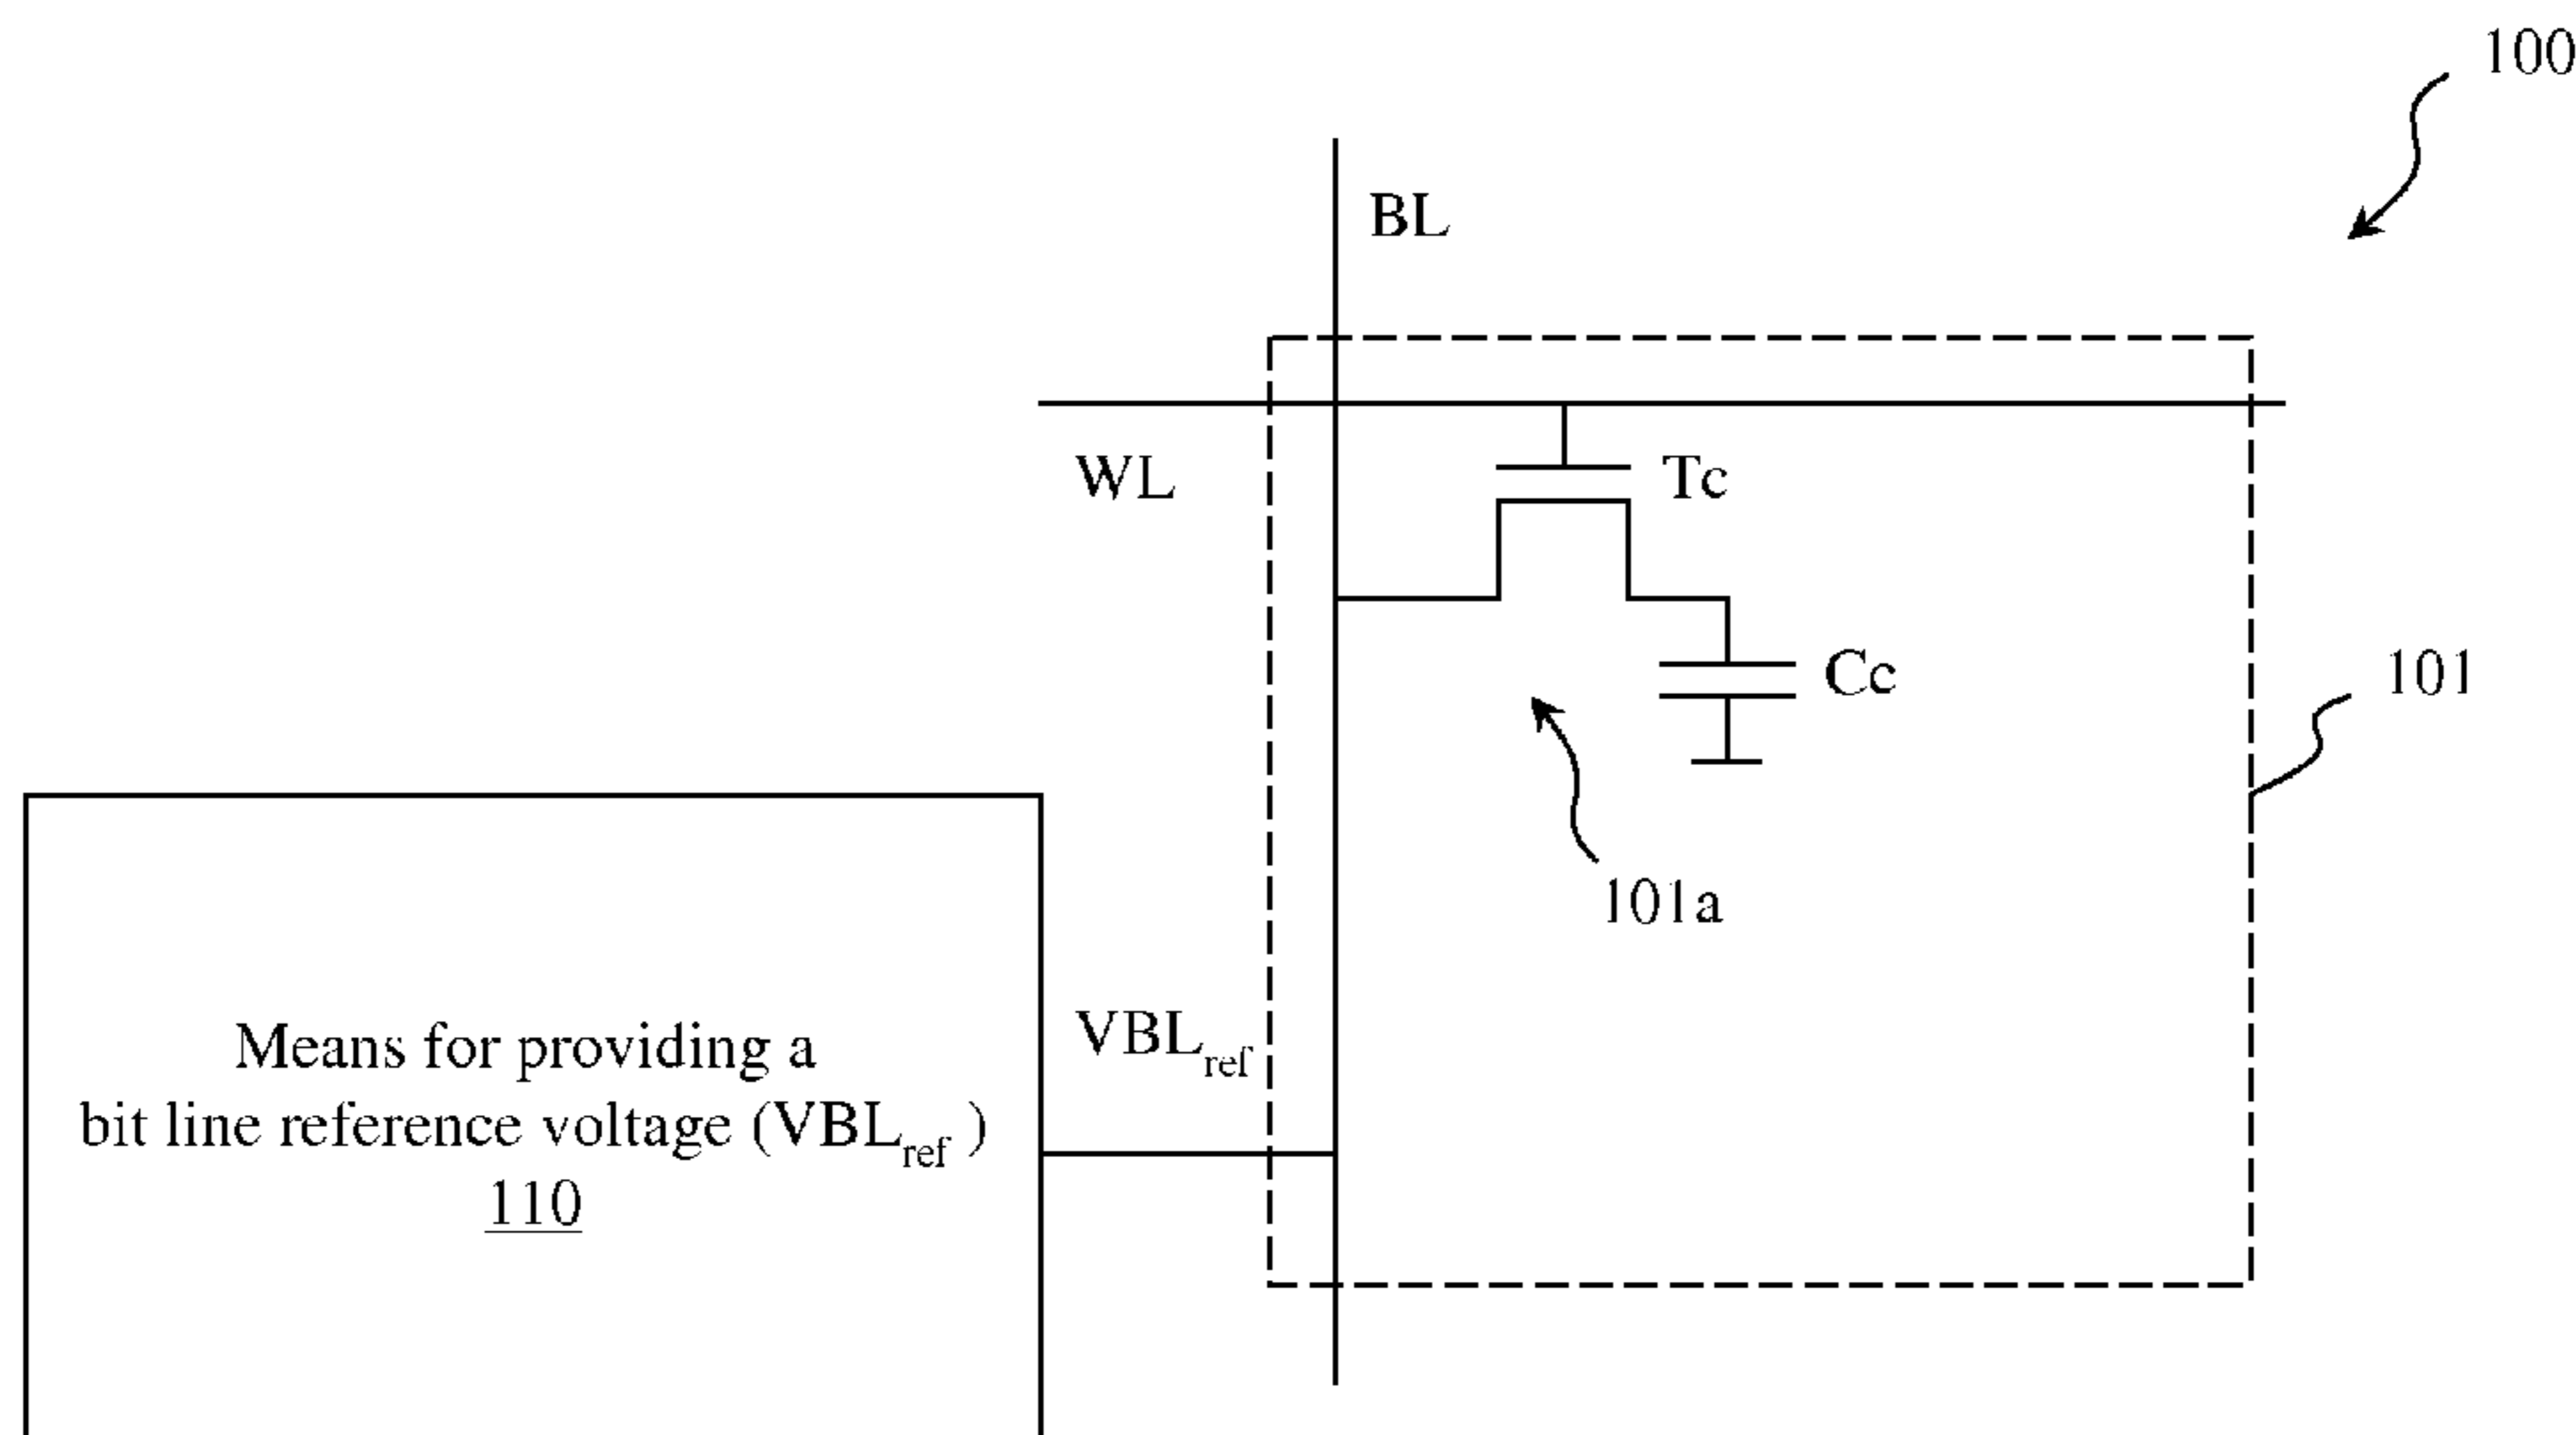 100
BL
WL
Tc
Cc
101
101a
VBLref
Means for providing a
bit line reference voltage (VBLref )
110